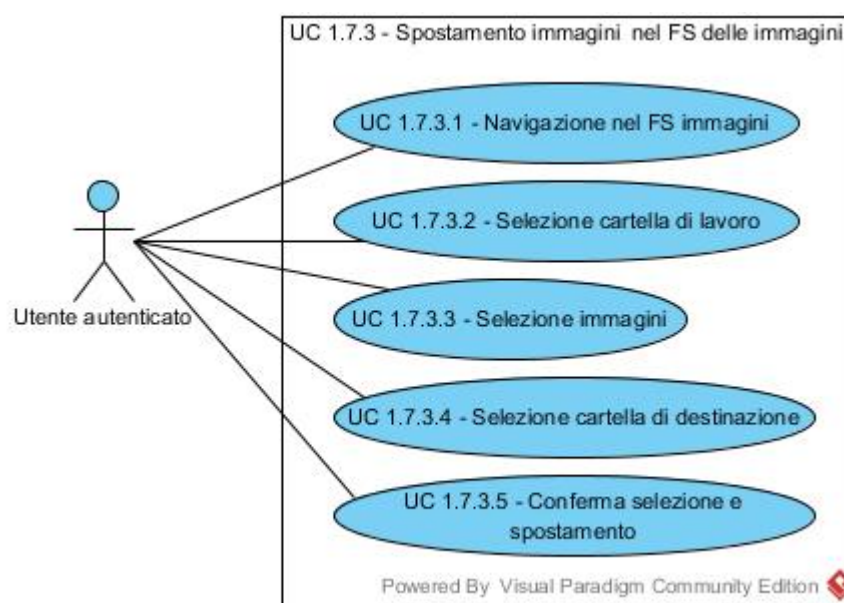 UC 1.7.3 - Spostamento immagini nel FS delle immagini
UC 1.7.3.1 - Navigazione nel FS immagini
UC 1.7.3.2 - Selezione cartella di lavoro
UC 1.7.3.3 - Selezione immagini
Utente autenticato
UC 1.7.3.4 - Selezione cartella di destinazione
UC 1.7.3.5 - Conferma selezione e
spostamento
Powered By Visual Paradigm Community Edition